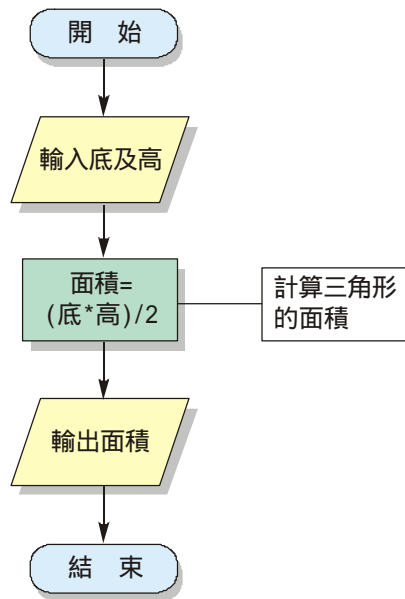 開 始
輸入底及高
面積=
(底*高)/2
計算三角形
的面積
輸出面積
結 束